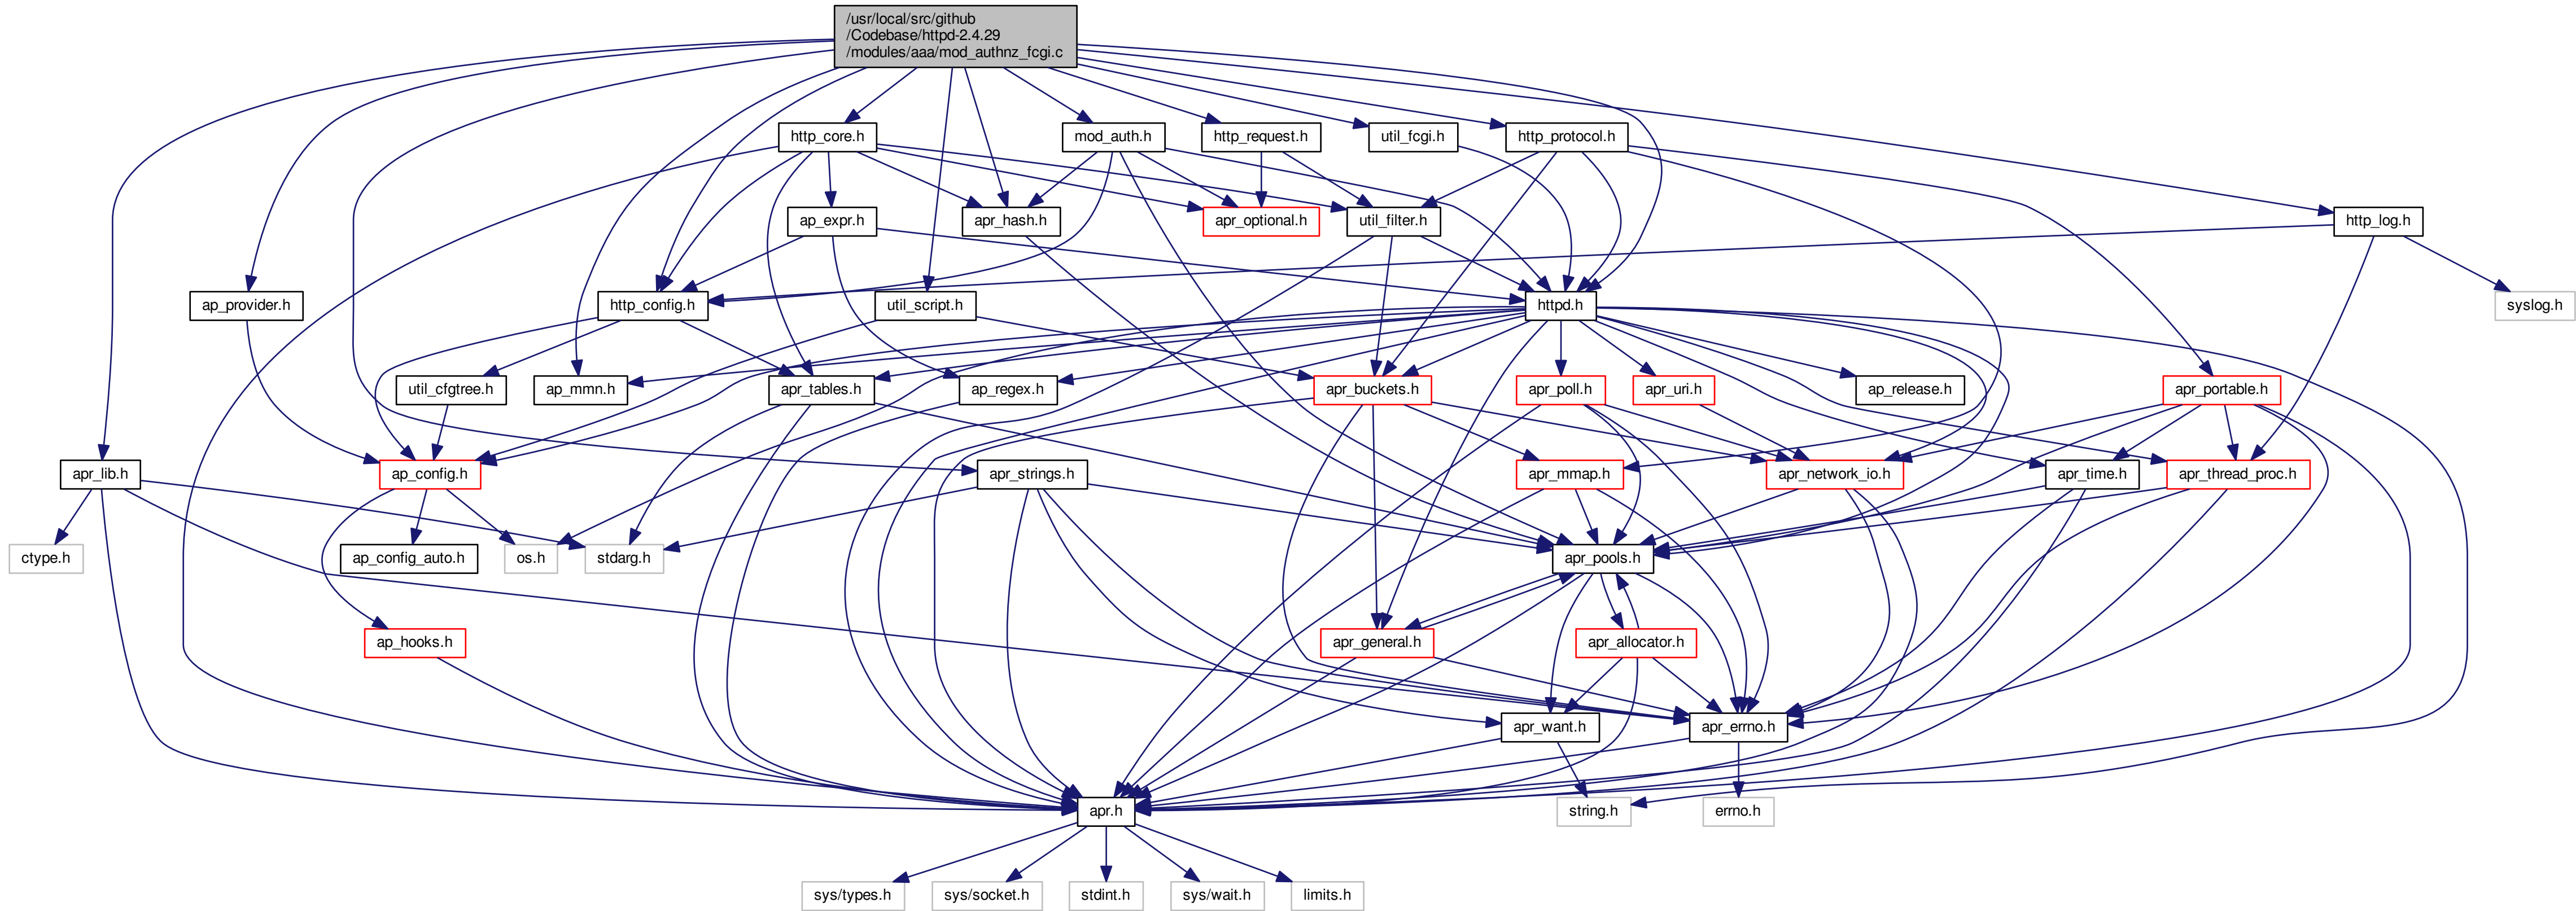 /usr/local/src/github
/Codebase/httpd-2.4.29
/modules/aaa/mod_authnz_fcgi.c
http_core.h
mod_auth.h
http_request.h
util_fcgi.h
http_protocol.h
ap_expr.h
apr_hash.h
apr_optional.h
util_filter.h
http_log.h
ap_provider.h
http_config.h
util_script.h
httpd.h
syslog.h
util_cfgtree.h
ap_mmn.h
apr_tables.h
ap_regex.h
apr_buckets.h
apr_poll.h
apr_uri.h
ap_release.h
apr_portable.h
apr_lib.h
ap_config.h
apr_strings.h
apr_mmap.h
apr_network_io.h
apr_time.h
apr_thread_proc.h
ctype.h
ap_config_auto.h
os.h
stdarg.h
apr_pools.h
ap_hooks.h
apr_general.h
apr_allocator.h
apr_want.h
apr_errno.h
apr.h
string.h
errno.h
sys/types.h
sys/socket.h
stdint.h
sys/wait.h
limits.h